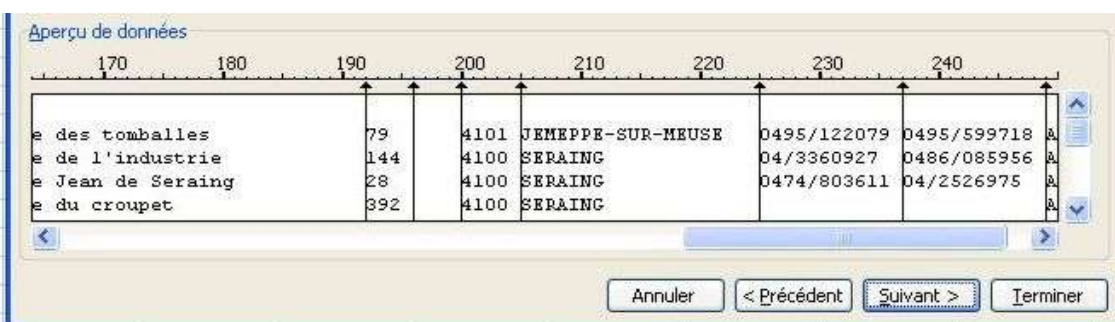 Aperçu de données
170 180 190 200 210 220 230 240
e des tomballes 79 4101 JEMEPPE-SUR-MEUSE 0495/122079 0495/599718 A
e de l'industrie 144 4100 SERAING 04/3360927 0486/085956 A
e Jean de Seraing 28 4100 SERAING 0474/803611 04/2526975 A
e du croupet 392 4100 SERAING A
Annuler < Précédent Suivant > Terminer